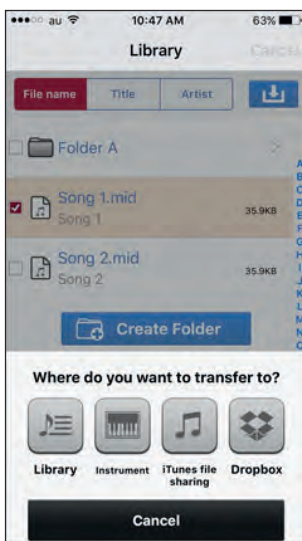 au 10:47 AM 63%
Library Cancel
File name Title Artist
Folder A
Song 1.mid
Song 1 35.9KB
Song 2.mid
Song 2 35.9KB
A
B
C
D
E
F
G
H
I
J
K
L
M
N
O
Create Folder
Where do you want to transfer to?
Library Instrument iTunes file sharing Dropbox
Cancel